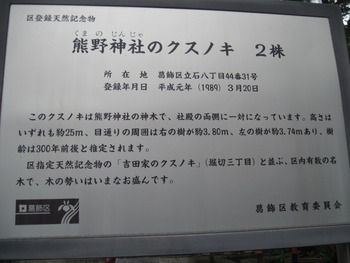 区登録天然記念物
くまの じんじゃ
熊野神社のクスノキ 2株
所在地 葛飾区立石八丁目44番31号
登録年月日 平成元年(1989)3月20日
このクスノキは熊野神社の神木で、社殿の両側に一対になっています。高さは
いずれも約25m、目通りの周囲は右の樹が約3.80m、左の樹が約3.74mあり、樹
齢は300年前後と推定されます。
区指定天然記念物の「吉田家のクスノキ」(堀切三丁目)と並ぶ、区内有数の名
木で、木の勢いはいまなお盛んです。
葛飾区
葛飾区教育委員会